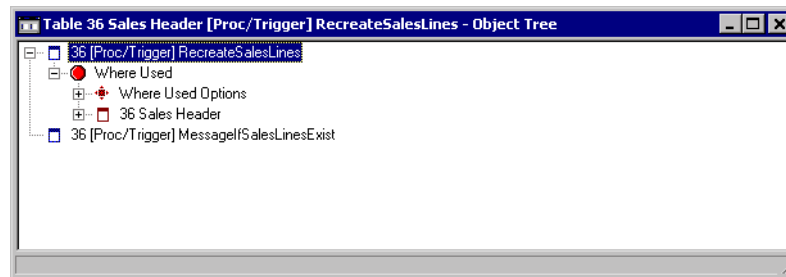 Table 36 Sales Header [Proc/Trigger] RecreateSalesLines - Object Tree
36 [Proc/Trigger] RecreateSalesLines
Where Used
Where Used Options
36 Sales Header
36 [Proc/Trigger] MessageIfSalesLinesExist